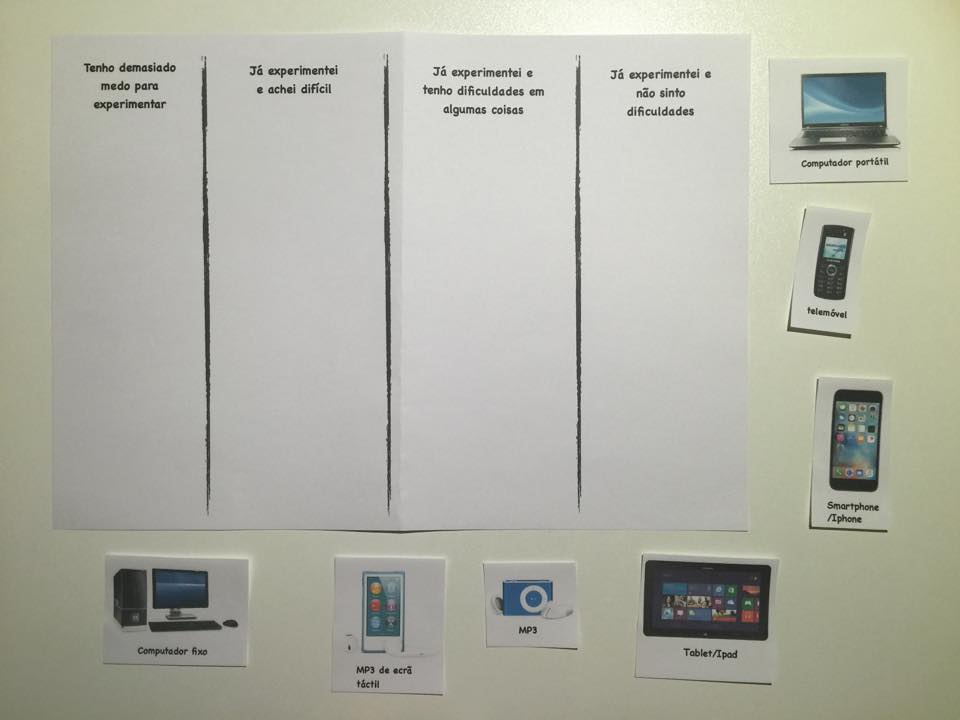 Tenho demasiado
medo para
experimentar
Já experimentei
e achei difícil
Já experimentei e
tenho dificuldades em
algumas coisas
Já experimentei e
não sinto
dificuldades
Computador portátil
telemóvel
Smartphone
/Iphone
Computador fixo
MP3 de ecrã
táctil
MP3
Tablet/Ipad